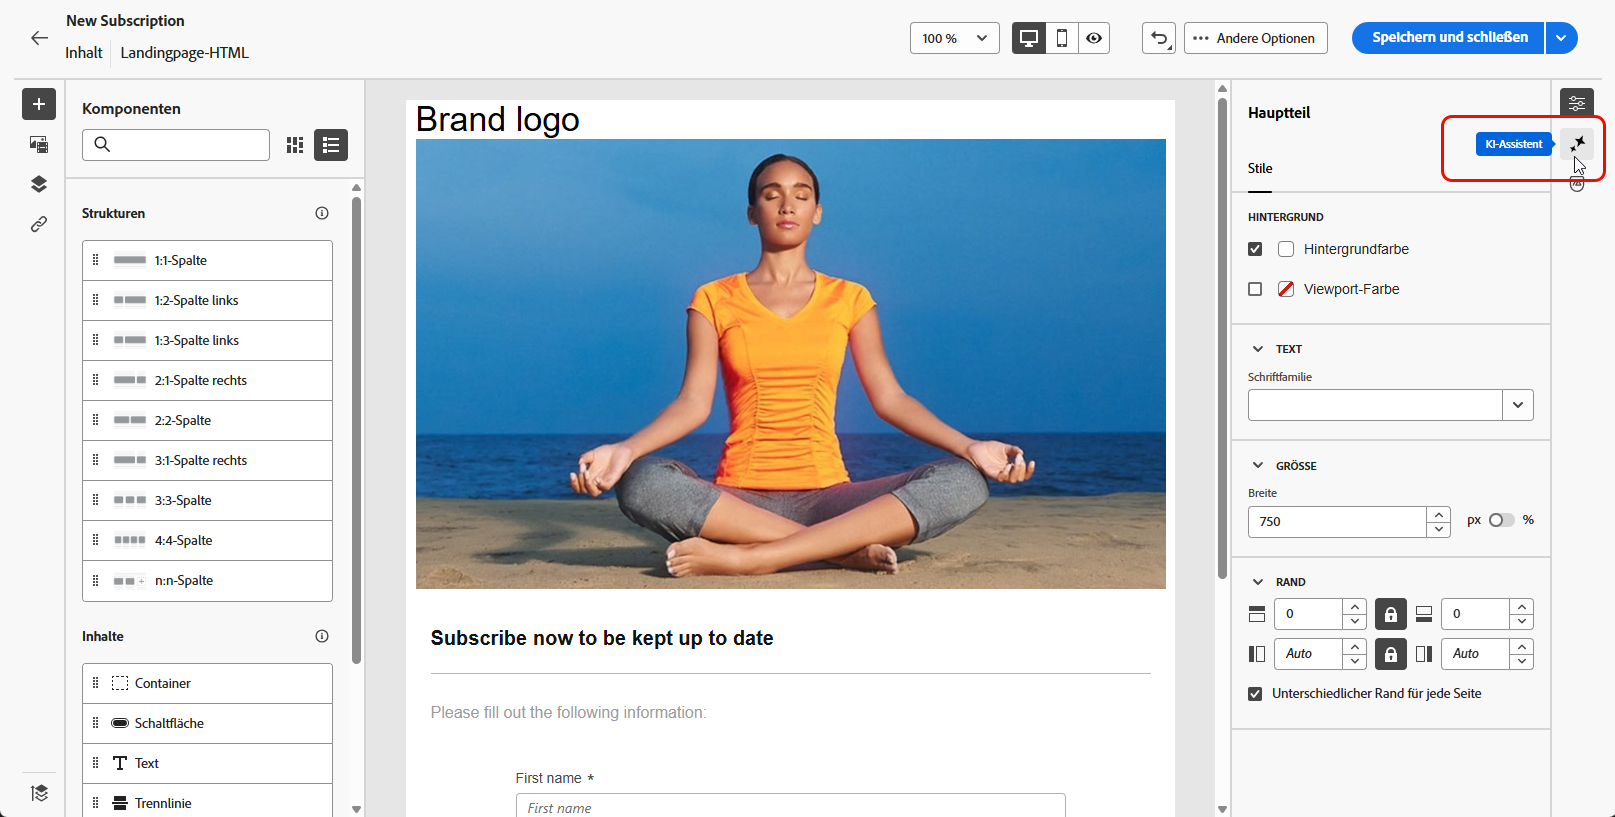 New Subscription
Inhalt
Landingpage-HTML
100 %
Andere Optionen
Speichern und schließen
Komponenten
Strukturen
1:1-Spalte
1:2-Spalte links
1:3-Spalte links
2:1-Spalte rechts
2:2-Spalte
3:1-Spalte rechts
3:3-Spalte
4:4-Spalte
n:n-Spalte
Inhalte
Container
Schaltfläche
Text
Trennlinie
Brand logo
Subscribe now to be kept up to date
Please fill out the following information:
First name *
First name
Hauptteil
KI-Assistent
Stile
HINTERGRUND
Hintergrundfarbe
Viewport-Farbe
TEXT
Schriftfamilie
GRÖSSE
Breite
750
px
%
RAND
0
0
Auto
Auto
Unterschiedlicher Rand für jede Seite